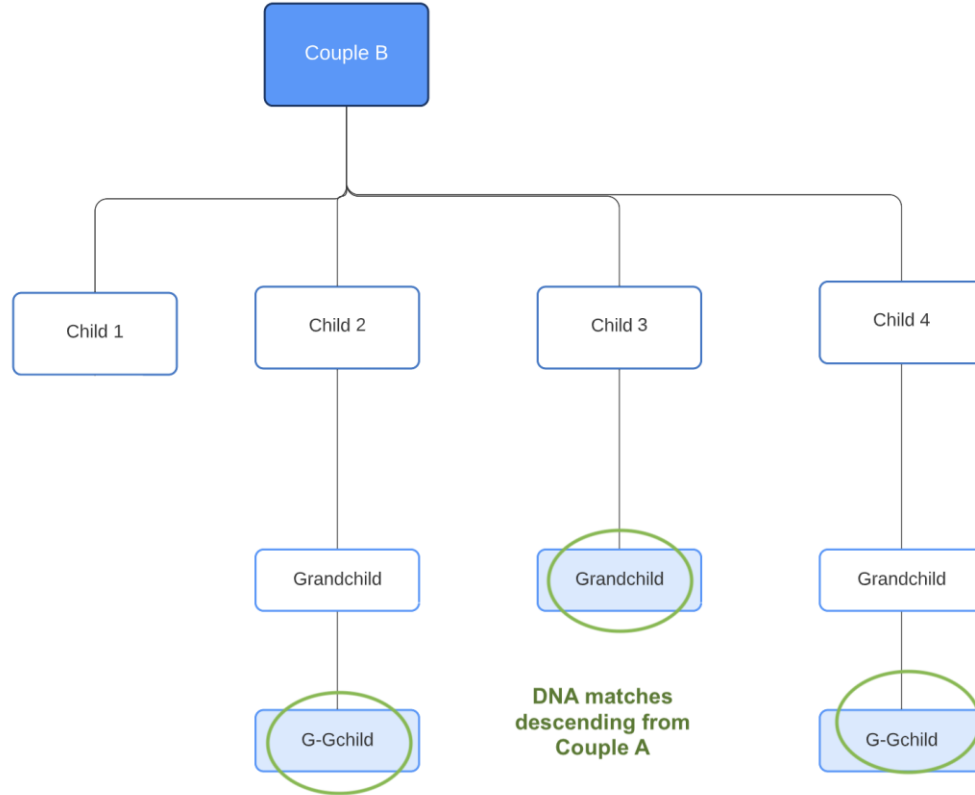 Couple B
Child 1
Child 2
Child 3
Child 4
Grandchild
Grandchild
Grandchild
DNA matches
descending from
Couple A
G-Gchild
G-Gchild